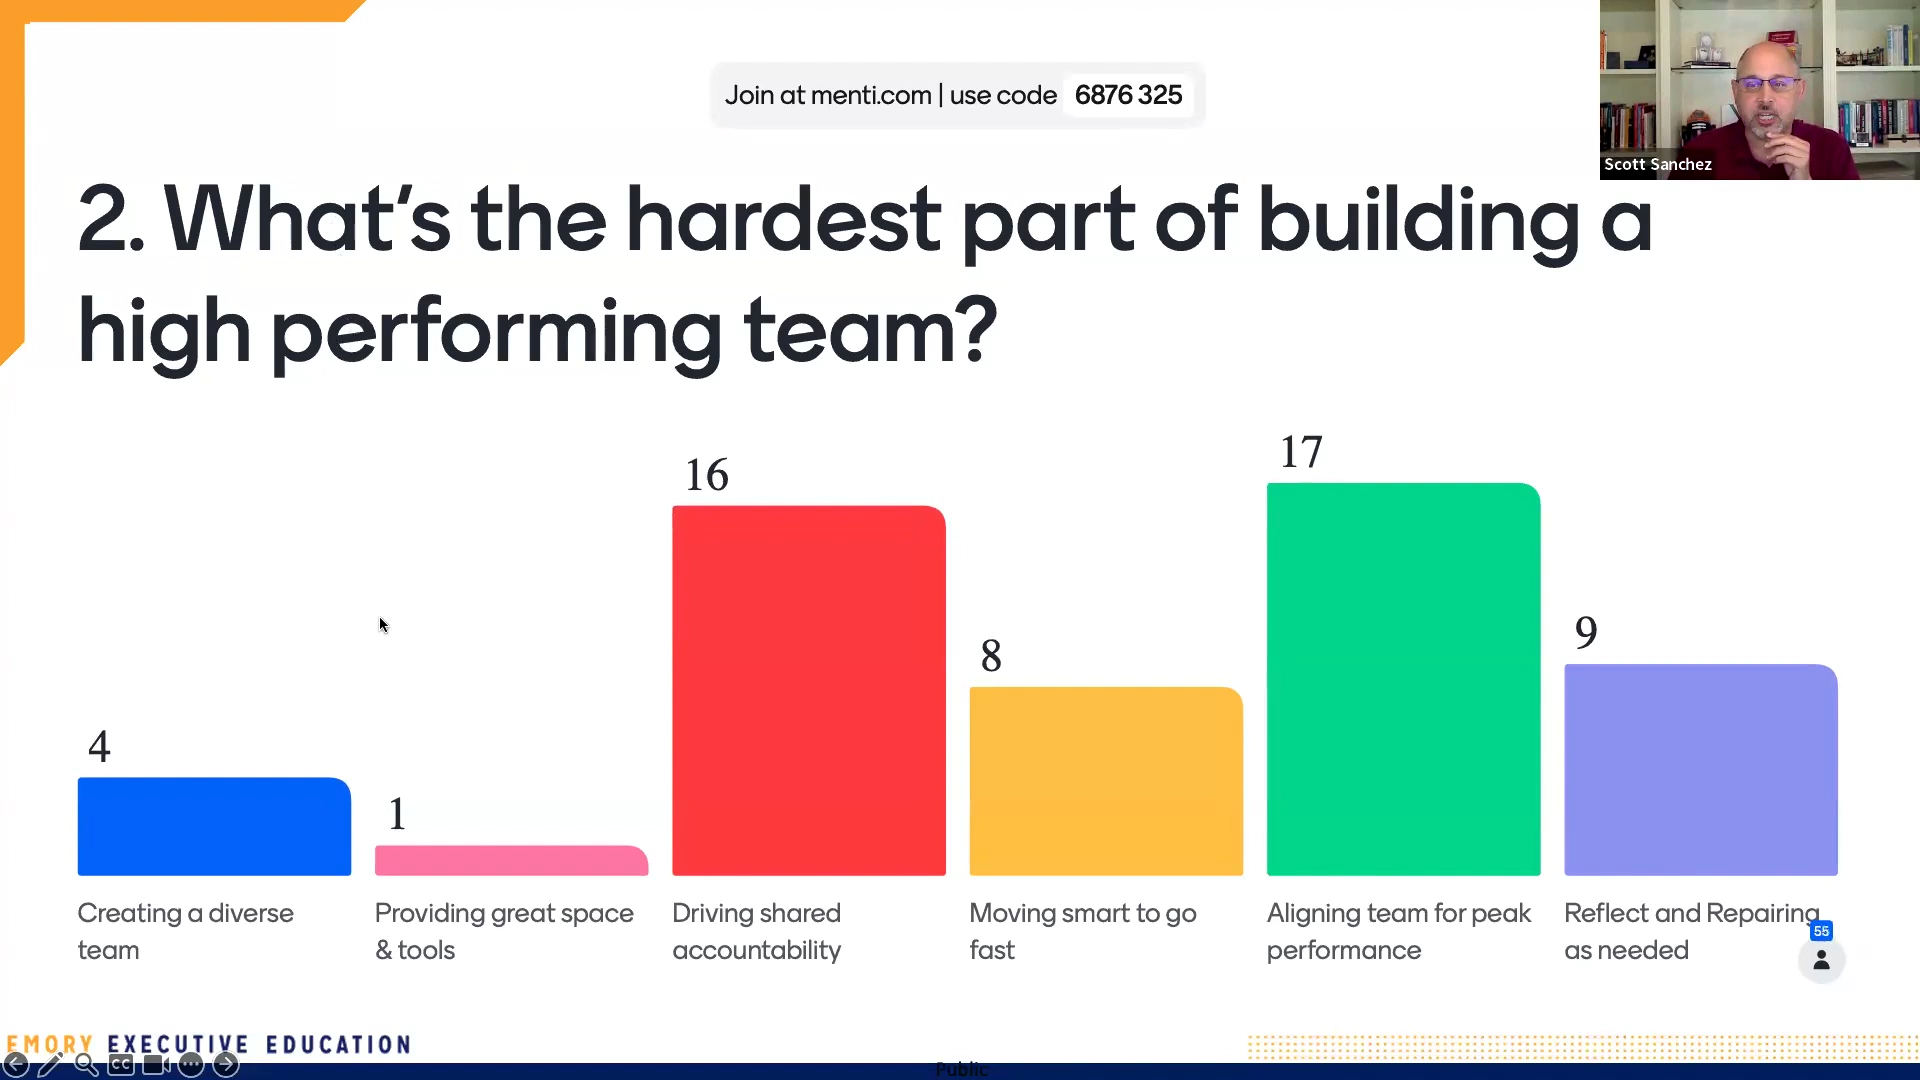 Join at menti.com | use code 6876 325
Scott Sanchez
2. What's the hardest part of building a
high performing team?
4
1
16
8
17
9
Creating a diverse
team
Providing great space
& tools
Driving shared
accountability
Moving smart to go
fast
Aligning team for peak
performance
Reflect and Repairing
as needed
55
EMORY EXECUTIVE EDUCATION
CC
Public